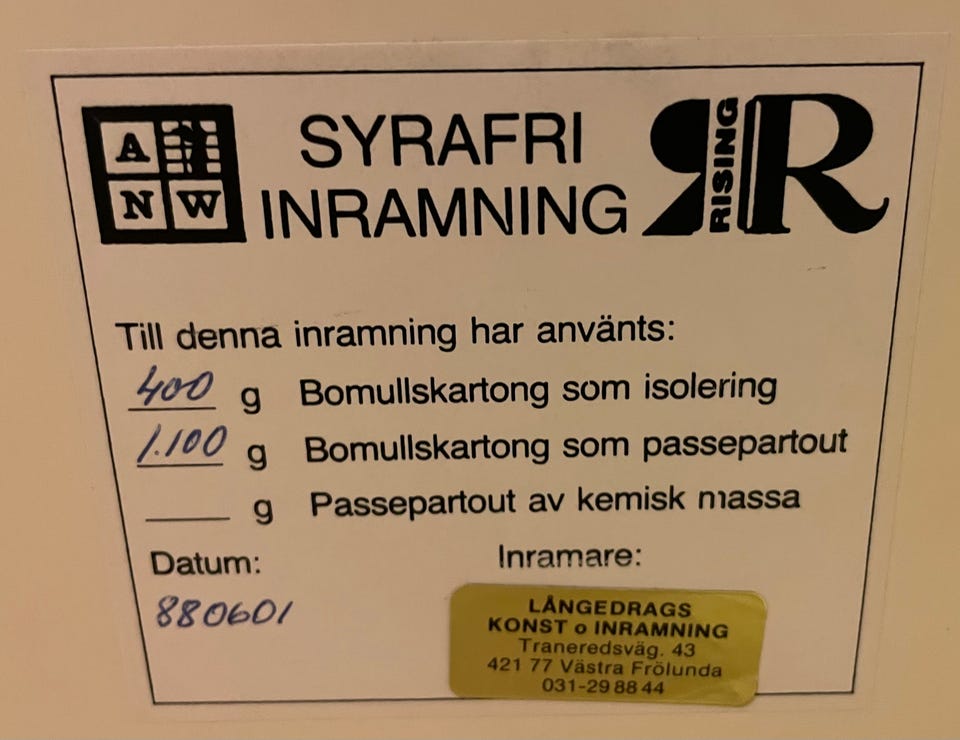 A
N W
SYRAFRI
INRAMNING
RISING
R
Till denna inramning har använts:
400 g Bomullskartong som isolering
1.100 g Bomullskartong som passepartout
g Passepartout av kemisk massa
Datum:
880601
Inramare:
LÅNGEDRAGS
KONST o INRAMNING
Traneredsväg. 43
421 77 Västra Frölunda
031-29 88 44